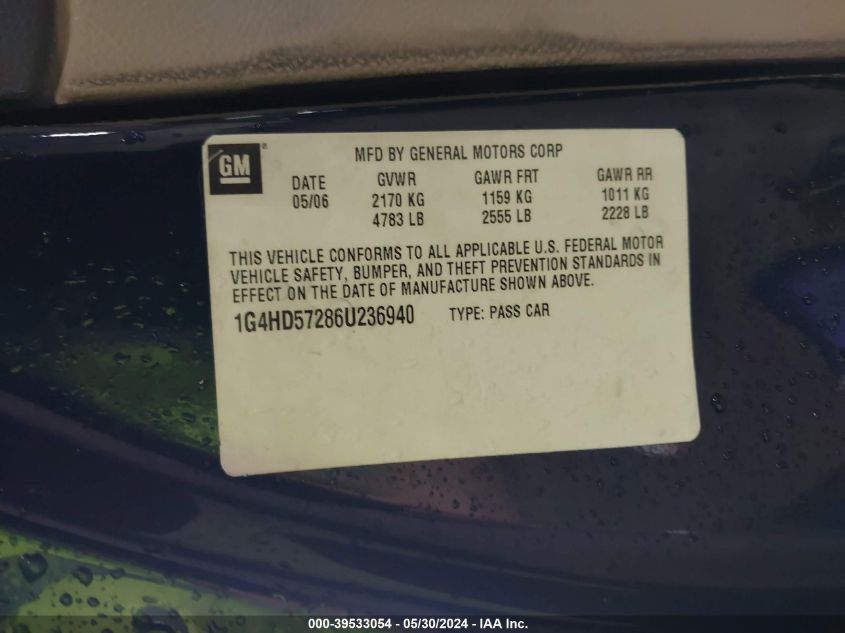 GM ®
MFD BY GENERAL MOTORS CORP
DATE GVWR GAWR FRT GAWR RR
05/06 2170 KG 1159 KG 1011 KG
4783 LB 2555 LB 2228 LB
THIS VEHICLE CONFORMS TO ALL APPLICABLE U.S. FEDERAL MOTOR
VEHICLE SAFETY, BUMPER, AND THEFT PREVENTION STANDARDS IN
EFFECT ON THE DATE OF MANUFACTURE SHOWN ABOVE.
1G4HD57286U236940 TYPE: PASS CAR
000-39533054 - 05/30/2024 - IAA Inc.